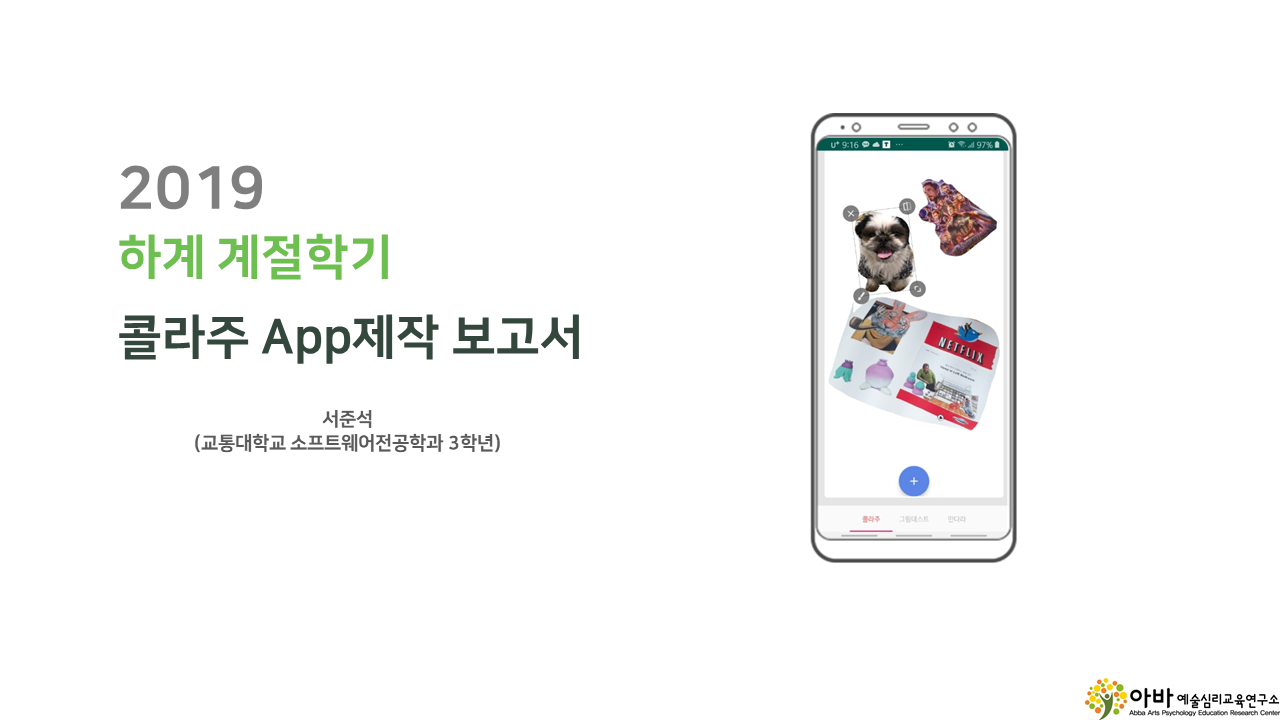 2019
하계 계절학기
콜라주 App제작 보고서
서준석
(교통대학교 소프트웨어전공학과 3학년)
U+ 9:16 ··· 97%
NETFLIX
+
콜라주 그림테스트 만다라
아바 예술심리교육연구소
Abba Arts Psychology Education Research Center